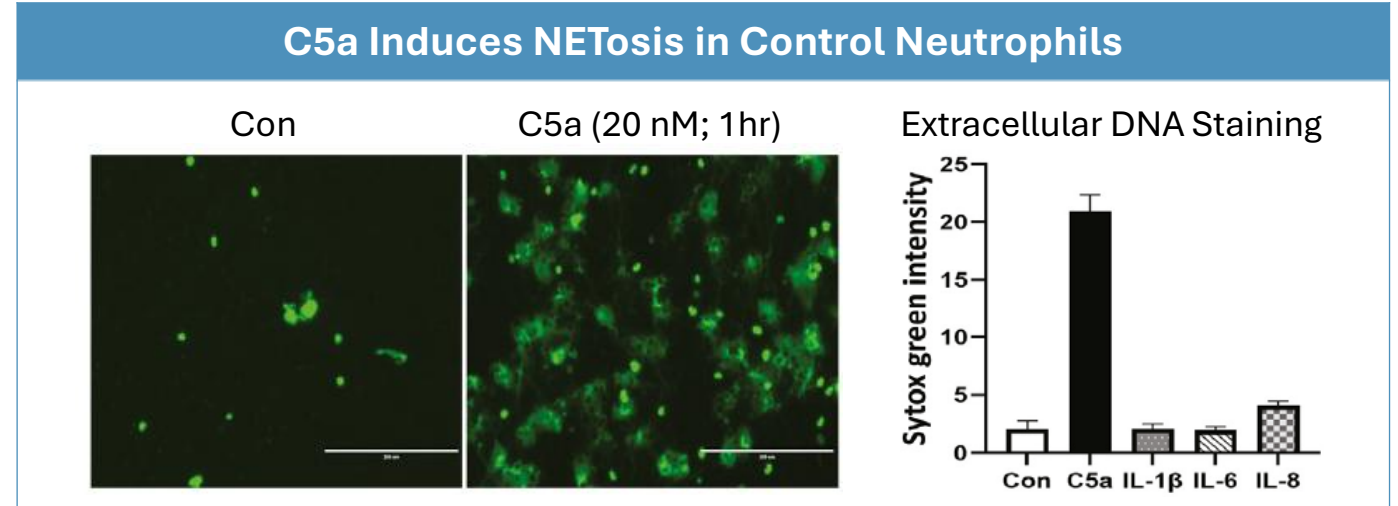 C5a Induces NETosis in Control Neutrophils
Con
C5a (20 nM; 1hr)
Extracellular DNA Staining
Sytox green intensity
25
20
15
10
5
0
Con C5a IL-1β IL-6 IL-8